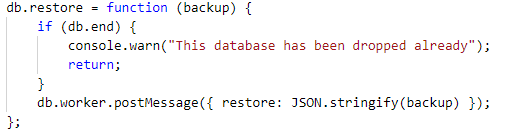 db.restore = function (backup) {
    if (db.end) {
        console.warn("This database has been dropped already");
        return;
    }
    db.worker.postMessage({ restore: JSON.stringify(backup) });
};